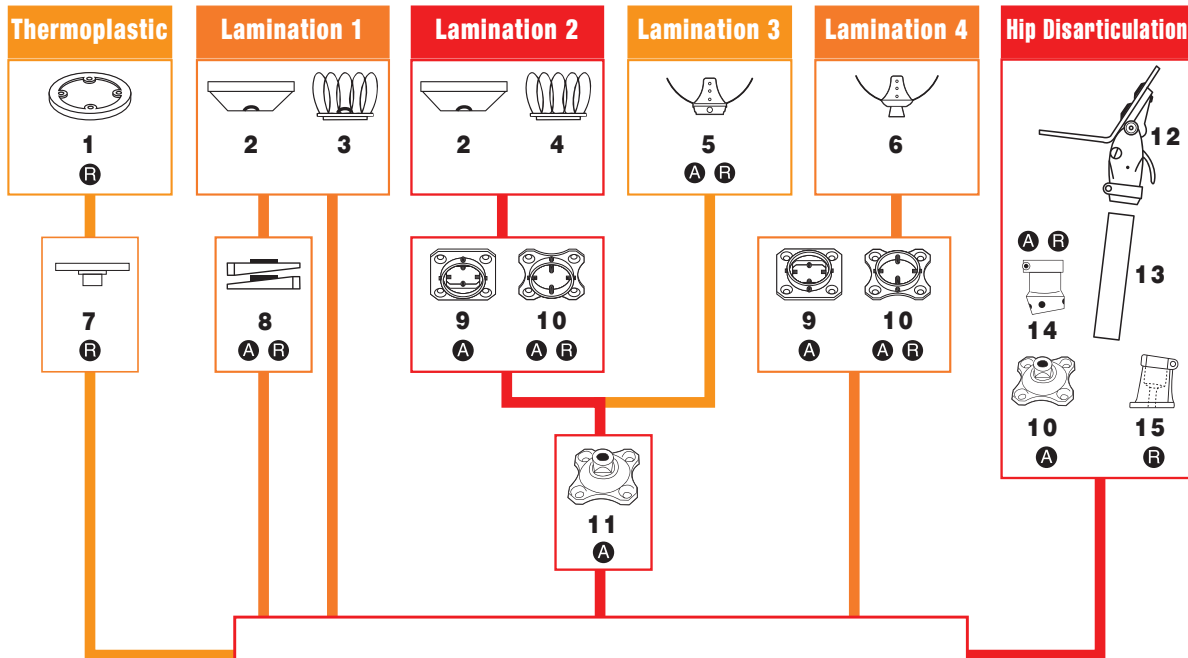 Thermoplastic
Lamination 1
Lamination 2
Lamination 3
Lamination 4
Hip Disarticulation
1
R
2 3
2 4
5
A R
6
12
13
A R
14
10
A
15
R
7
R
8
A R
9 10
A A R
9 10
A A R
11
A